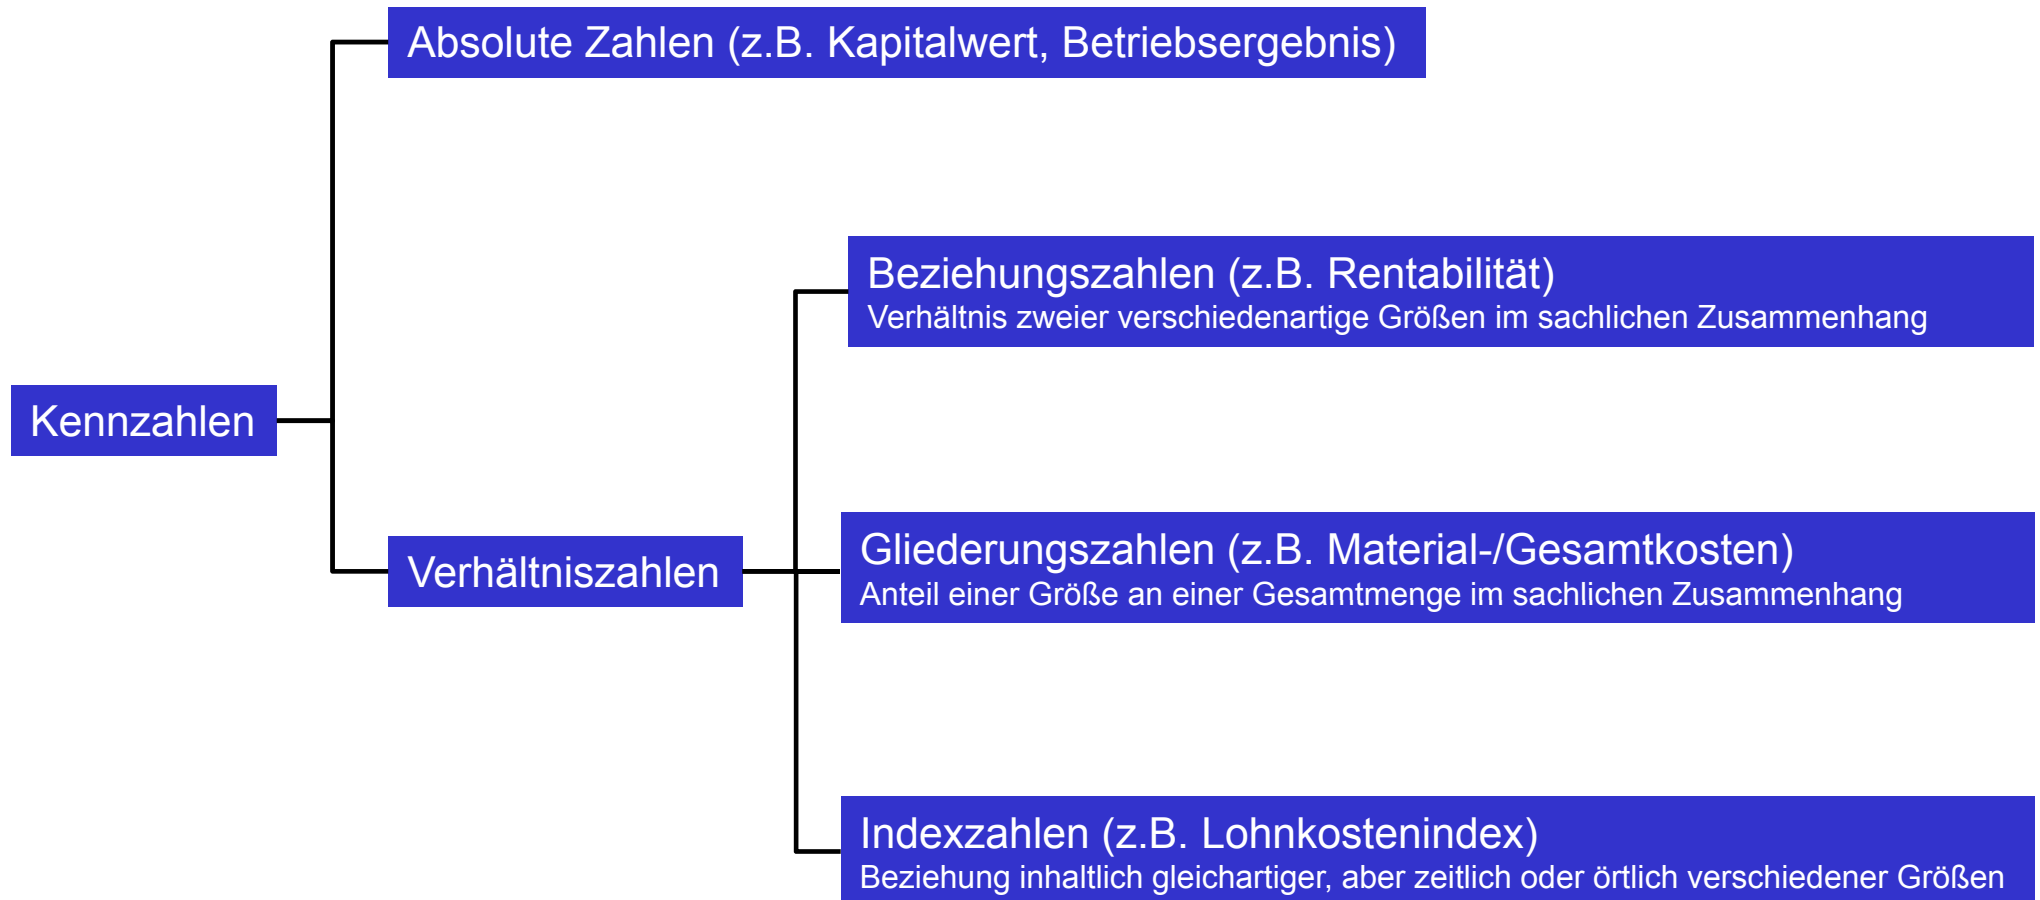 Absolute Zahlen (z.B. Kapitalwert, Betriebsergebnis)
Beziehungszahlen (z.B. Rentabilität)
Verhältnis zweier verschiedenartige Größen im sachlichen Zusammenhang
Kennzahlen
Verhältniszahlen
Gliederungszahlen (z.B. Material-/Gesamtkosten)
Anteil einer Größe an einer Gesamtmenge im sachlichen Zusammenhang
Indexzahlen (z.B. Lohnkostenindex)
Beziehung inhaltlich gleichartiger, aber zeitlich oder örtlich verschiedener Größen